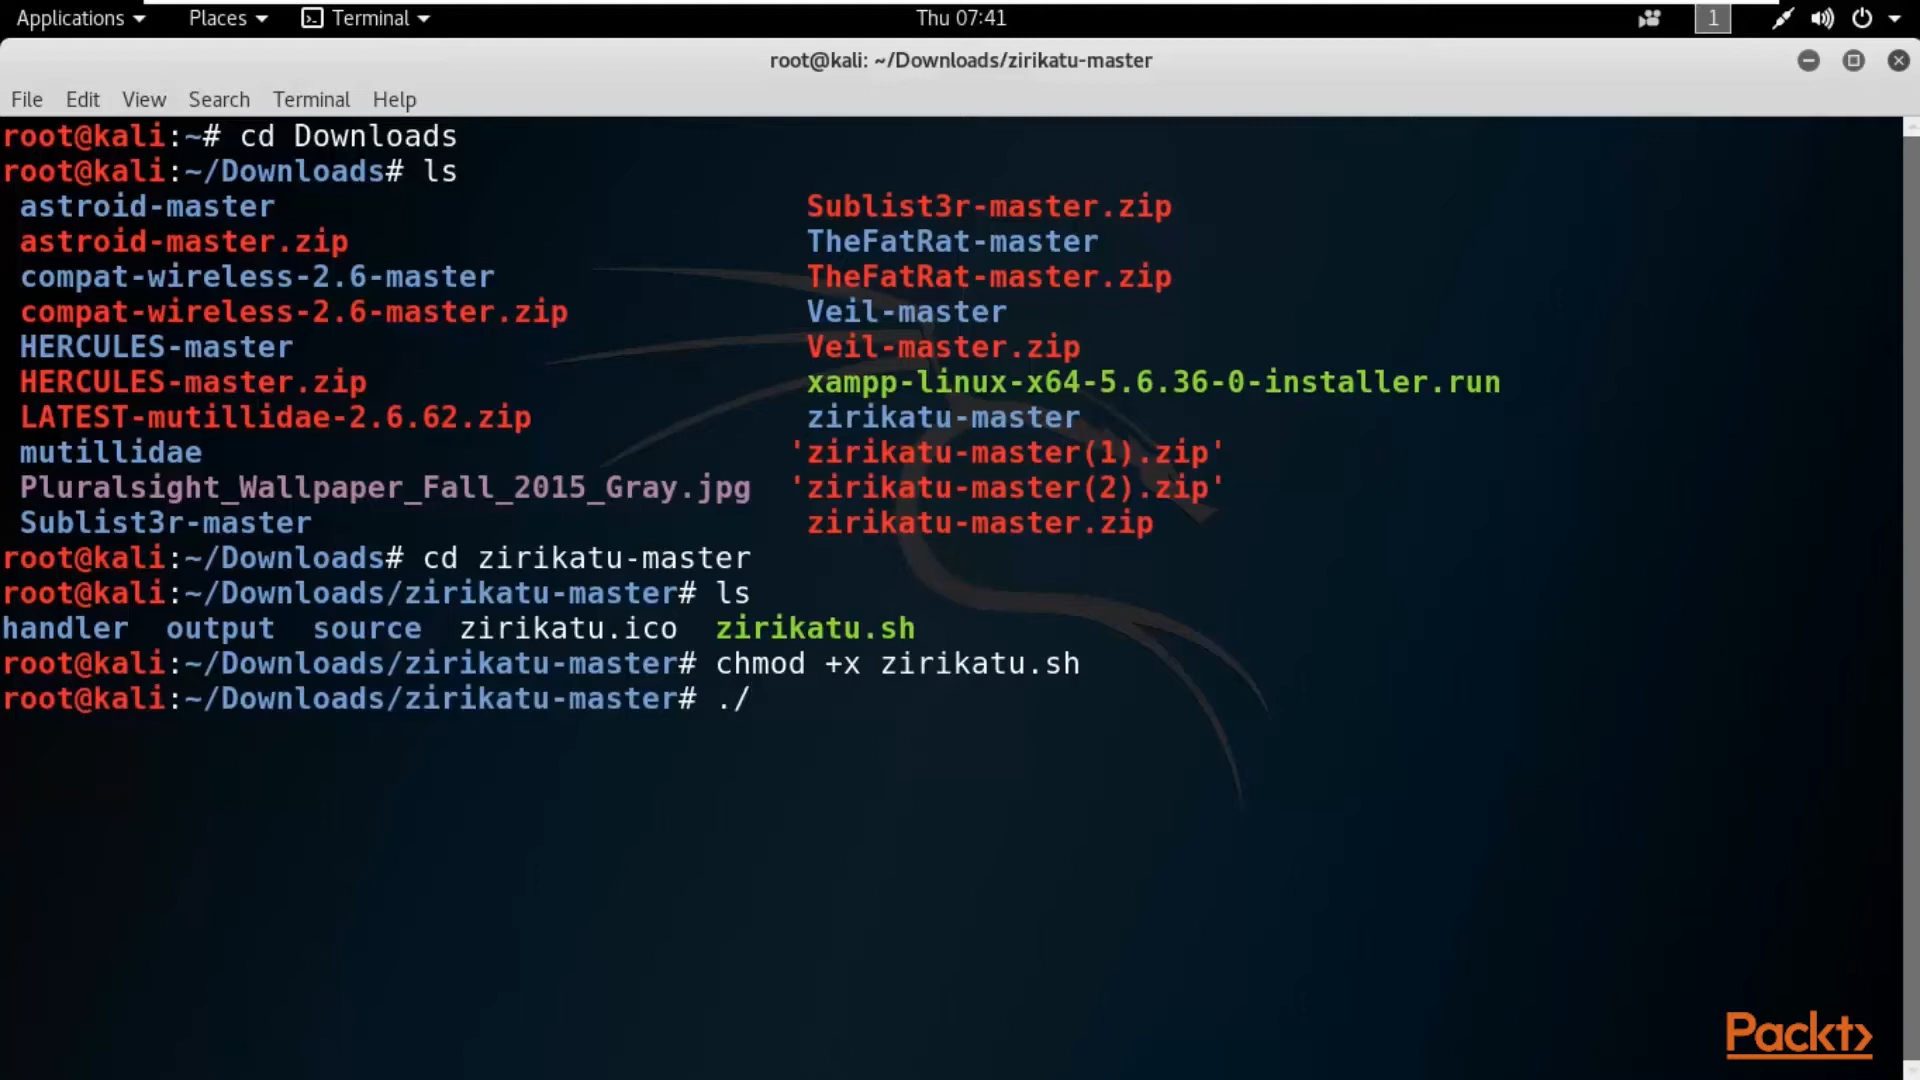 Applications Places Terminal Thu 07:41 1
root@kali: ~/Downloads/zirikatu-master
File Edit View Search Terminal Help
root@kali:~# cd Downloads
root@kali:~/Downloads# ls
astroid-master Sublist3r-master.zip
astroid-master.zip TheFatRat-master
compat-wireless-2.6-master TheFatRat-master.zip
compat-wireless-2.6-master.zip Veil-master
HERCULES-master Veil-master.zip
HERCULES-master.zip xampp-linux-x64-5.6.36-0-installer.run
LATEST-mutillidae-2.6.62.zip zirikatu-master
mutillidae 'zirikatu-master(1).zip'
Pluralsight_Wallpaper_Fall_2015_Gray.jpg 'zirikatu-master(2).zip'
Sublist3r-master zirikatu-master.zip
root@kali:~/Downloads# cd zirikatu-master
root@kali:~/Downloads/zirikatu-master# ls
handler output source zirikatu.ico zirikatu.sh
root@kali:~/Downloads/zirikatu-master# chmod +x zirikatu.sh
root@kali:~/Downloads/zirikatu-master# ./
Packt>